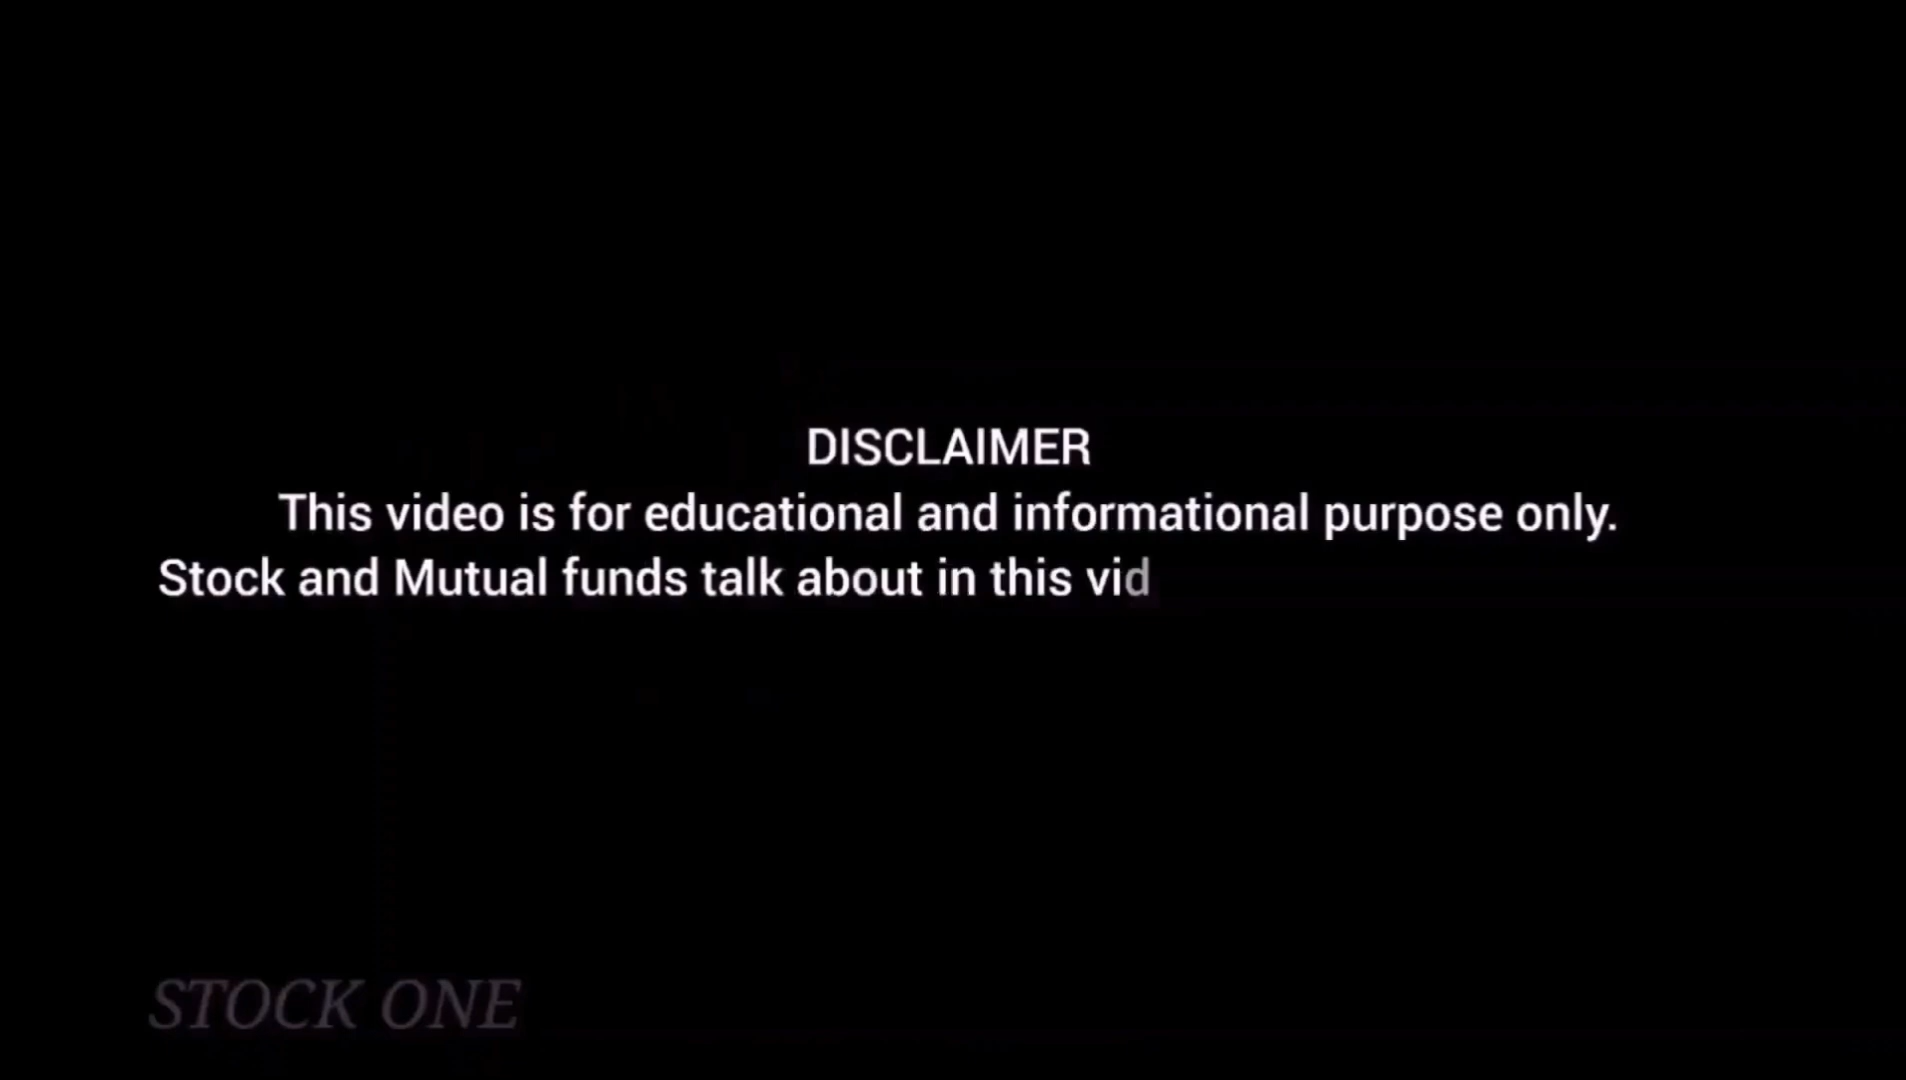 DISCLAIMER
This video is for educational and informational purpose only.
Stock and Mutual funds talk about in this vid
STOCK ONE